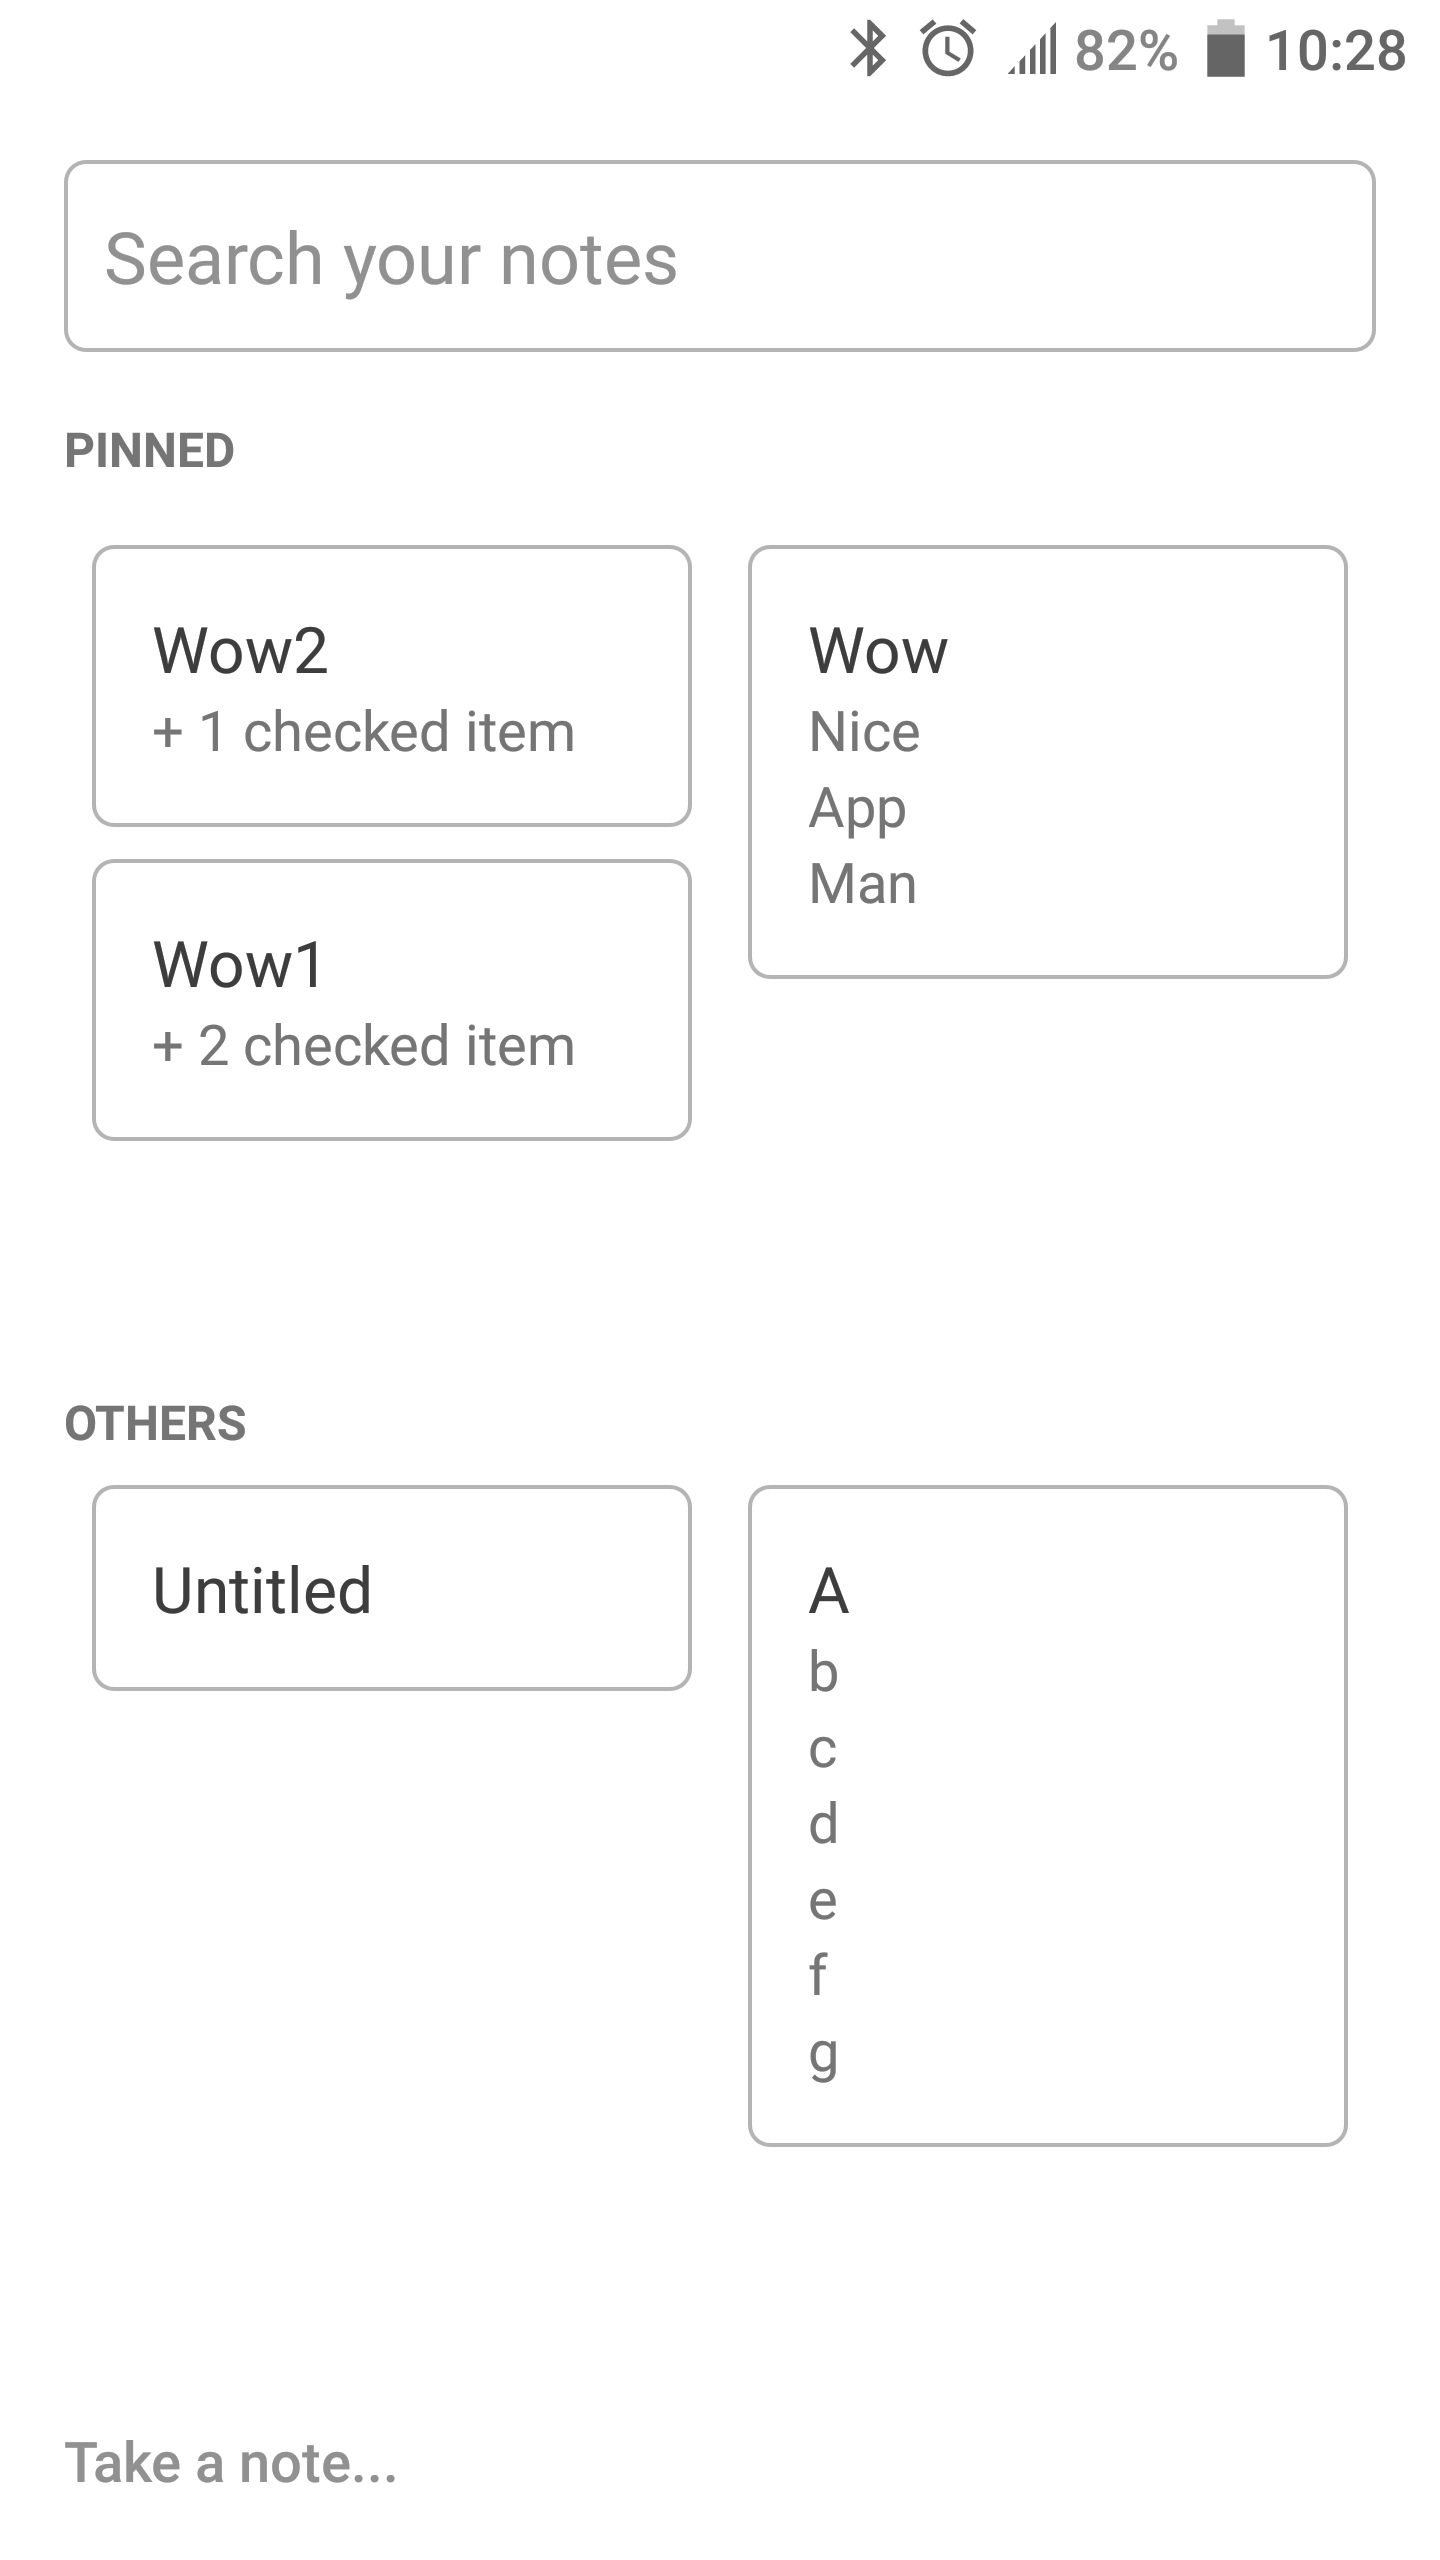 82% 10:28
Search your notes
PINNED
Wow2
+ 1 checked item
Wow1
+ 2 checked item
Wow
Nice
App
Man
OTHERS
Untitled
A
b
c
d
e
f
g
Take a note...